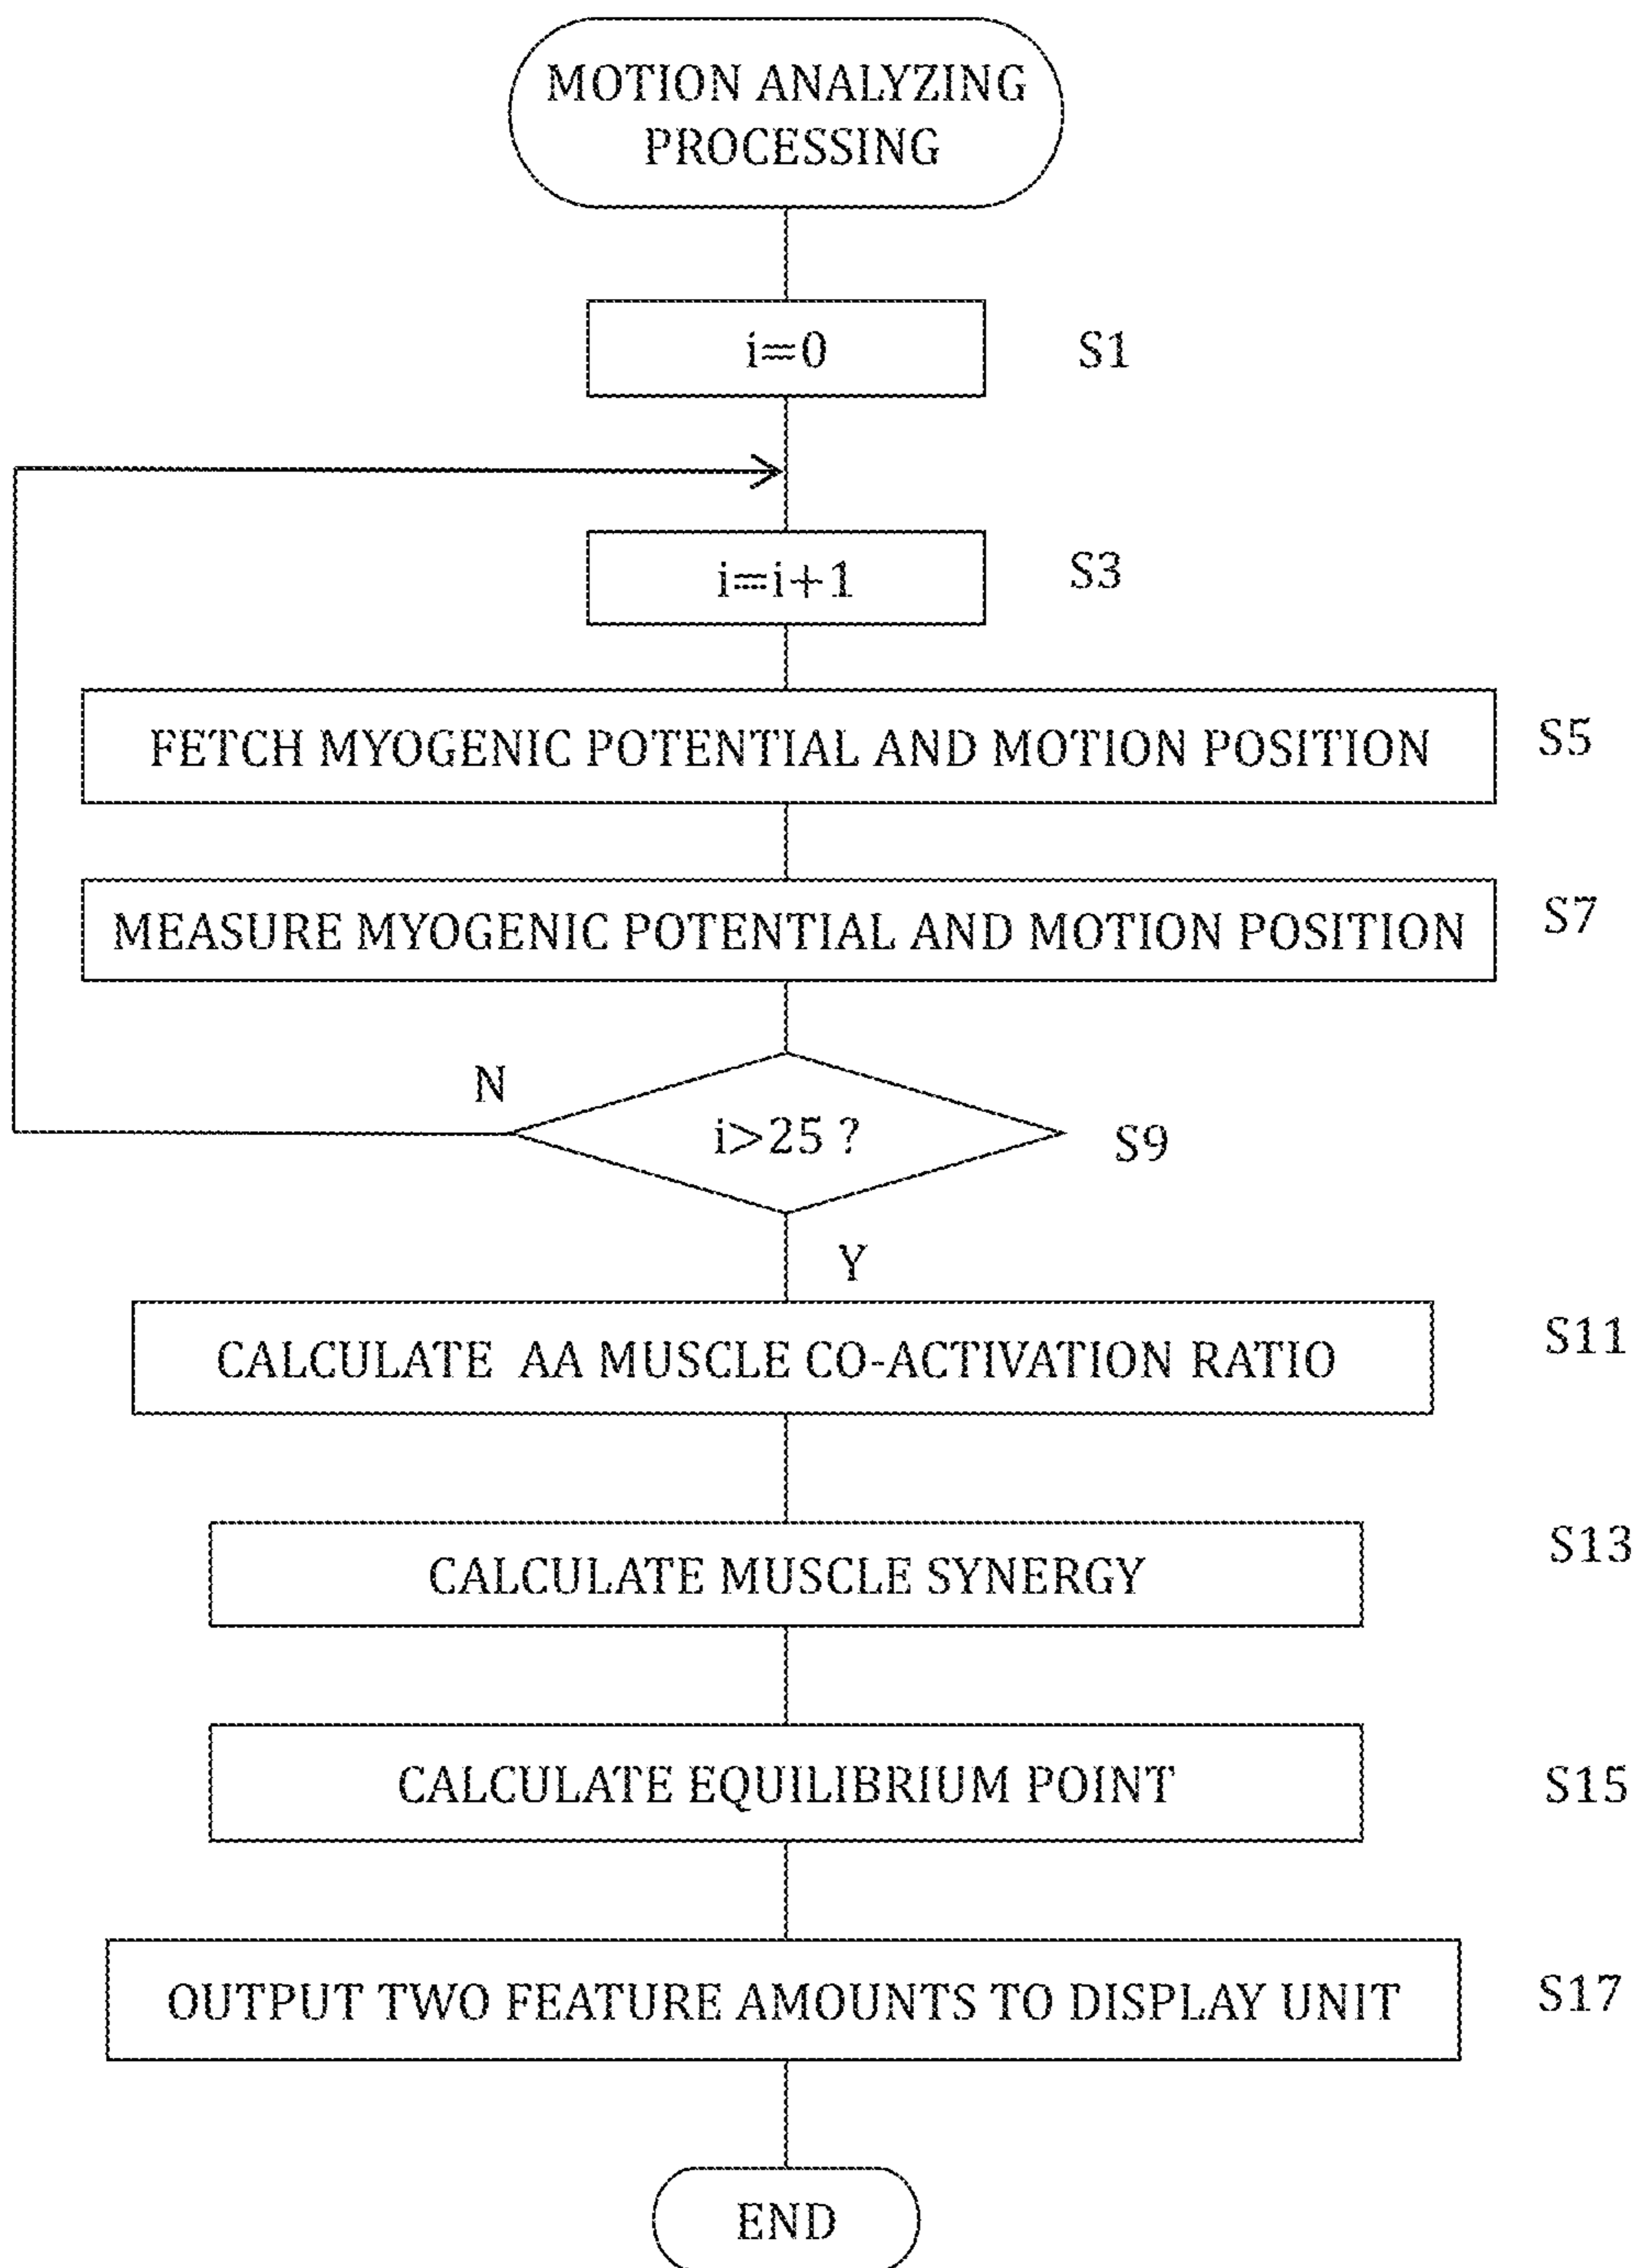 MOTION ANALYZING
PROCESSING
i=0 S1
i=i+1 S3
FETCH MYOGENIC POTENTIAL AND MOTION POSITION S5
MEASURE MYOGENIC POTENTIAL AND MOTION POSITION S7
N
i>25 ? S9
Y
CALCULATE AA MUSCLE CO-ACTIVATION RATIO S11
CALCULATE MUSCLE SYNERGY S13
CALCULATE EQUILIBRIUM POINT S15
OUTPUT TWO FEATURE AMOUNTS TO DISPLAY UNIT S17
END